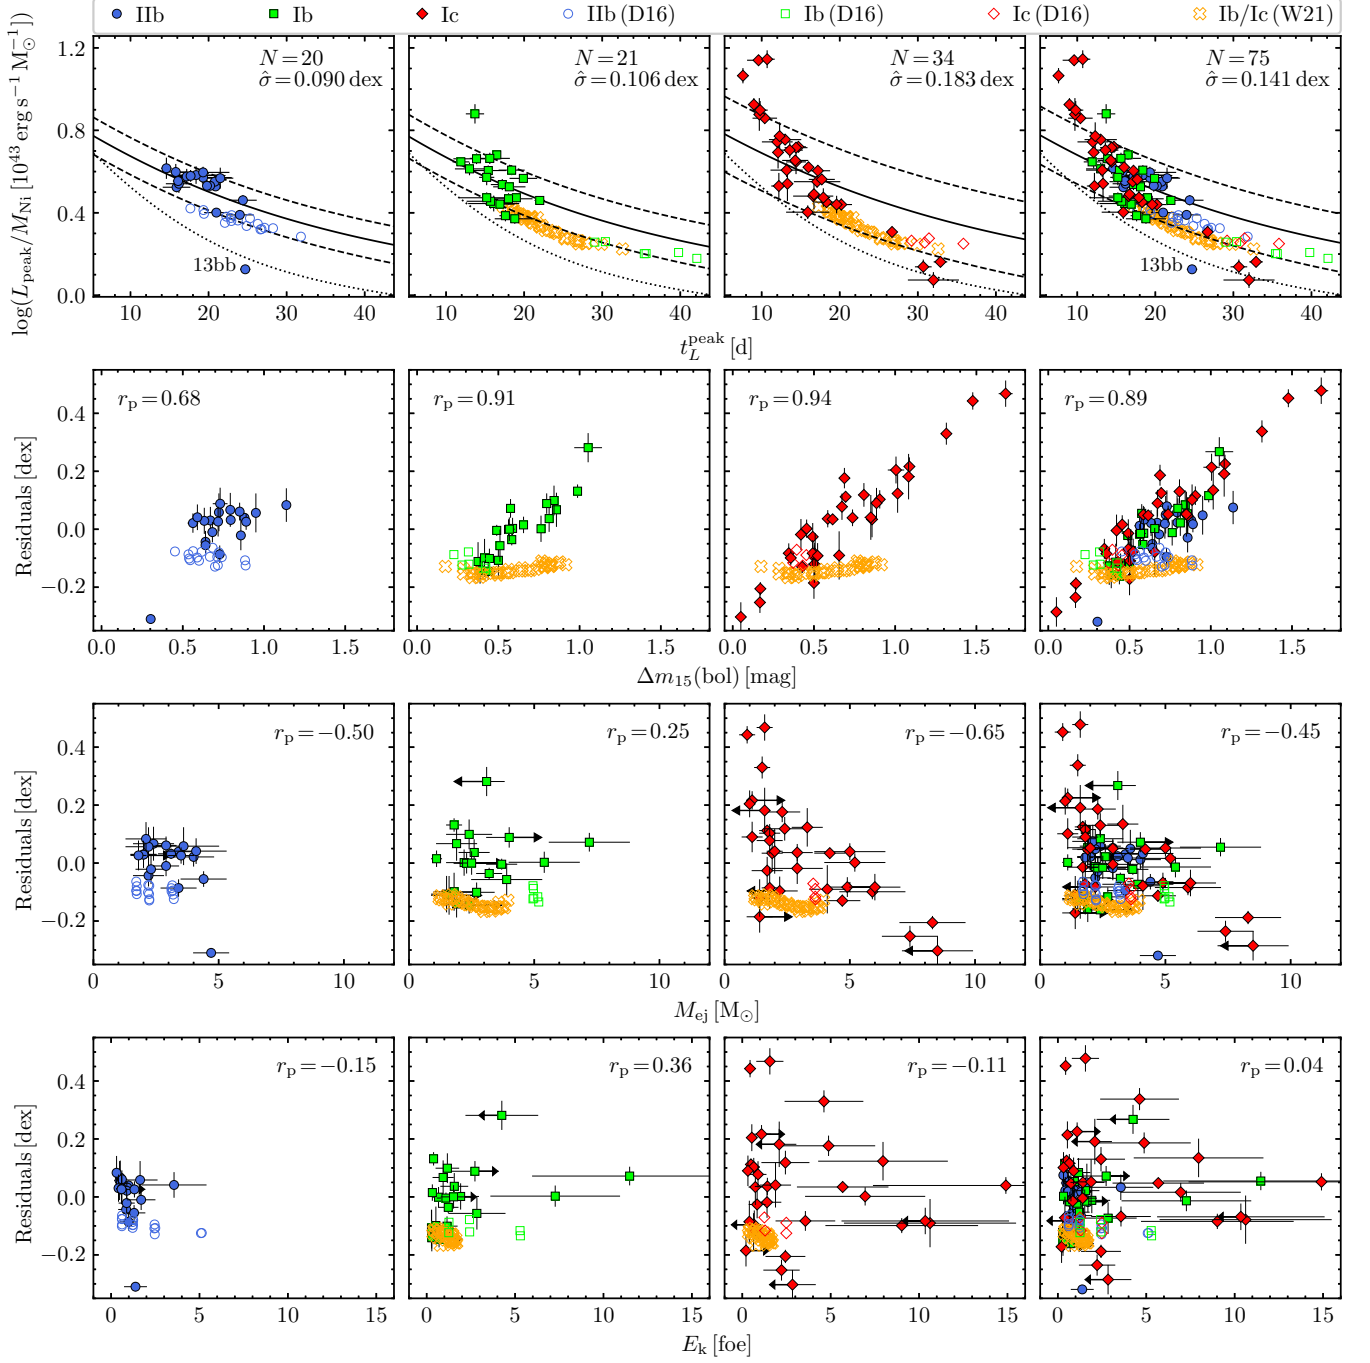 IIb Ib Ic IIb (D16) Ib (D16) Ic (D16) Ib/Ic (W21)
log(L_peak/M_Ni [10^43 erg s^−1 M_⊙^−1])
1.2
0.8
0.4
0.0
N = 20
σ̂ = 0.090 dex
13bb
N = 21
σ̂ = 0.106 dex
N = 34
σ̂ = 0.183 dex
N = 75
σ̂ = 0.141 dex
13bb
10 20 30 40 10 20 30 40 10 20 30 40 10 20 30 40
t_L^peak [d]
Residuals [dex]
0.4
0.2
0.0
−0.2
r_p = 0.68
r_p = 0.91
r_p = 0.94
r_p = 0.89
0.0 0.5 1.0 1.5 0.0 0.5 1.0 1.5 0.0 0.5 1.0 1.5 0.0 0.5 1.0 1.5
Δm_15(bol) [mag]
Residuals [dex]
0.4
0.2
0.0
−0.2
r_p = −0.50
r_p = 0.25
r_p = −0.65
r_p = −0.45
0 5 10 0 5 10 0 5 10 0 5 10
M_ej [M_⊙]
Residuals [dex]
0.4
0.2
0.0
−0.2
r_p = −0.15
r_p = 0.36
r_p = −0.11
r_p = 0.04
0 5 10 15 0 5 10 15 0 5 10 15 0 5 10 15
E_k [foe]